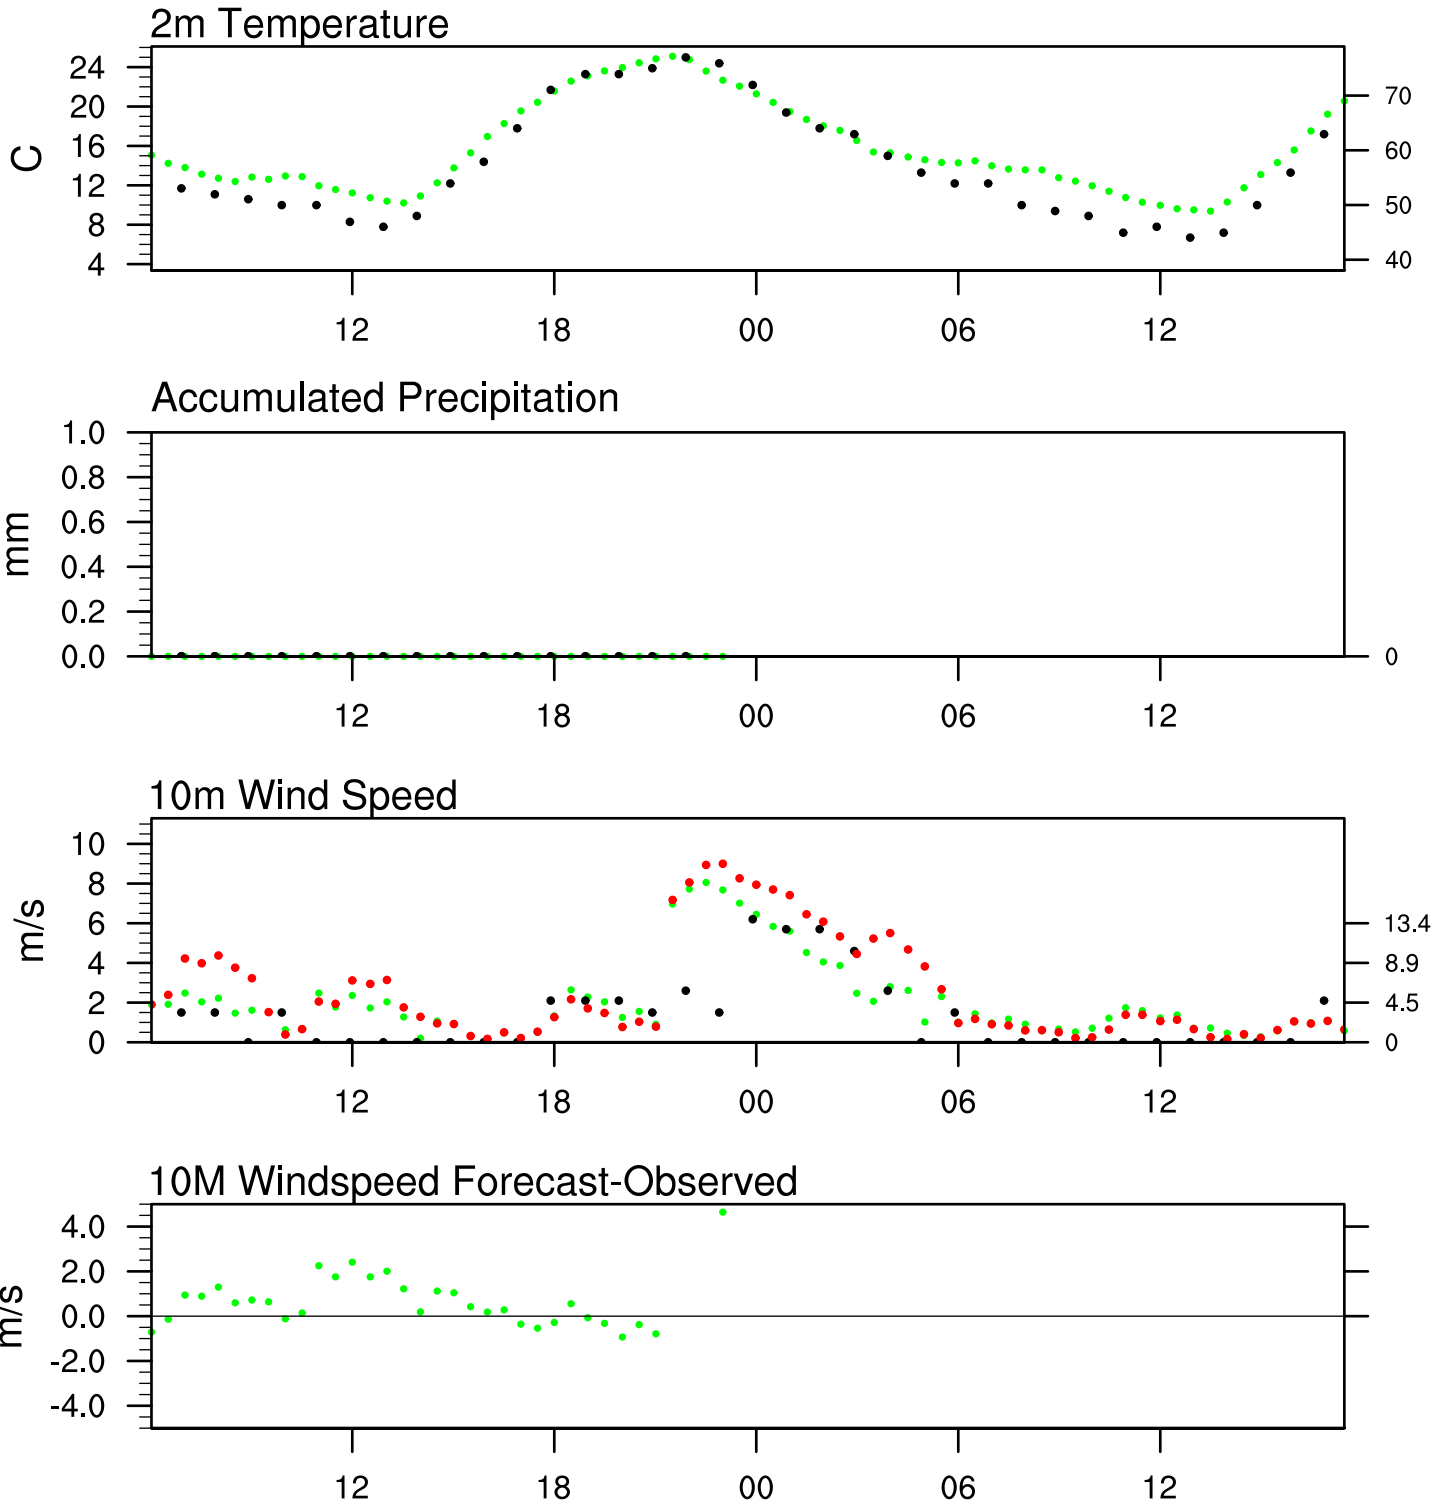 2m Temperature
24
20
16
12
8
4
C
70
60
50
40
12 18 00 06 12
Accumulated Precipitation
1.0
0.8
0.6
0.4
0.2
0.0
mm
0
12 18 00 06 12
10m Wind Speed
10
8
6
4
2
0
m/s
13.4
8.9
4.5
0
12 18 00 06 12
10M Windspeed Forecast-Observed
4.0
2.0
0.0
-2.0
-4.0
m/s
12 18 00 06 12